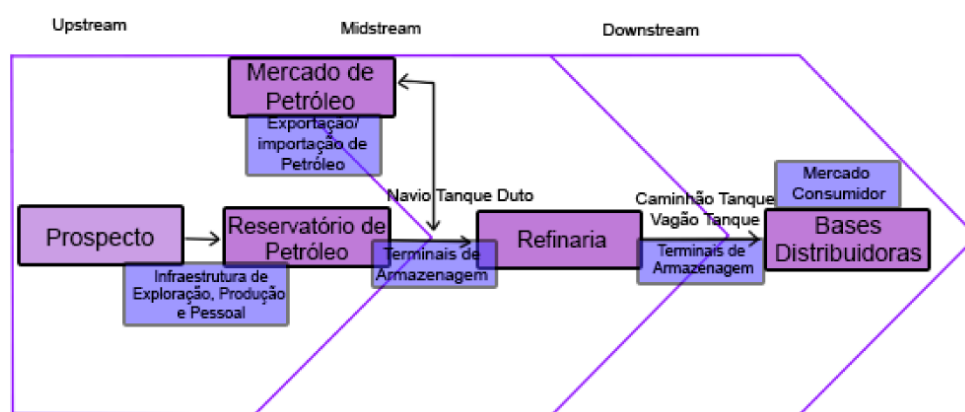 Upstream
Midstream
Downstream
Mercado de
Petróleo
Exportação/
importação de
Petróleo
Navio Tanque Duto
Caminhão Tanque
Vagão Tanque
Mercado
Consumidor
Prospecto
Reservatório de
Petróleo
Refinaria
Bases
Distribuidoras
Infraestrutura de
Exploração, Produção
e Pessoal
Terminais de
Armazenagem
Terminais de
Armazenagem